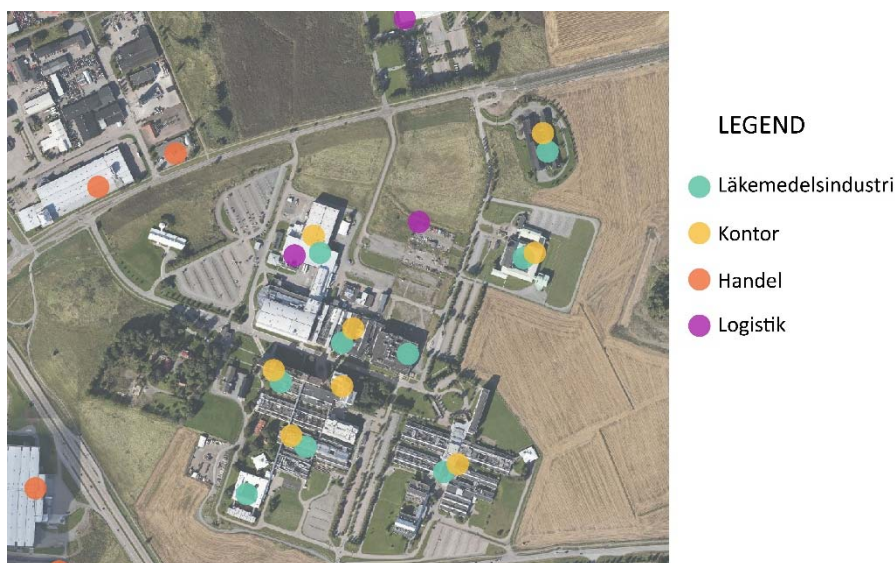 LEGEND
Läkemedelsindustri
Kontor
Handel
Logistik